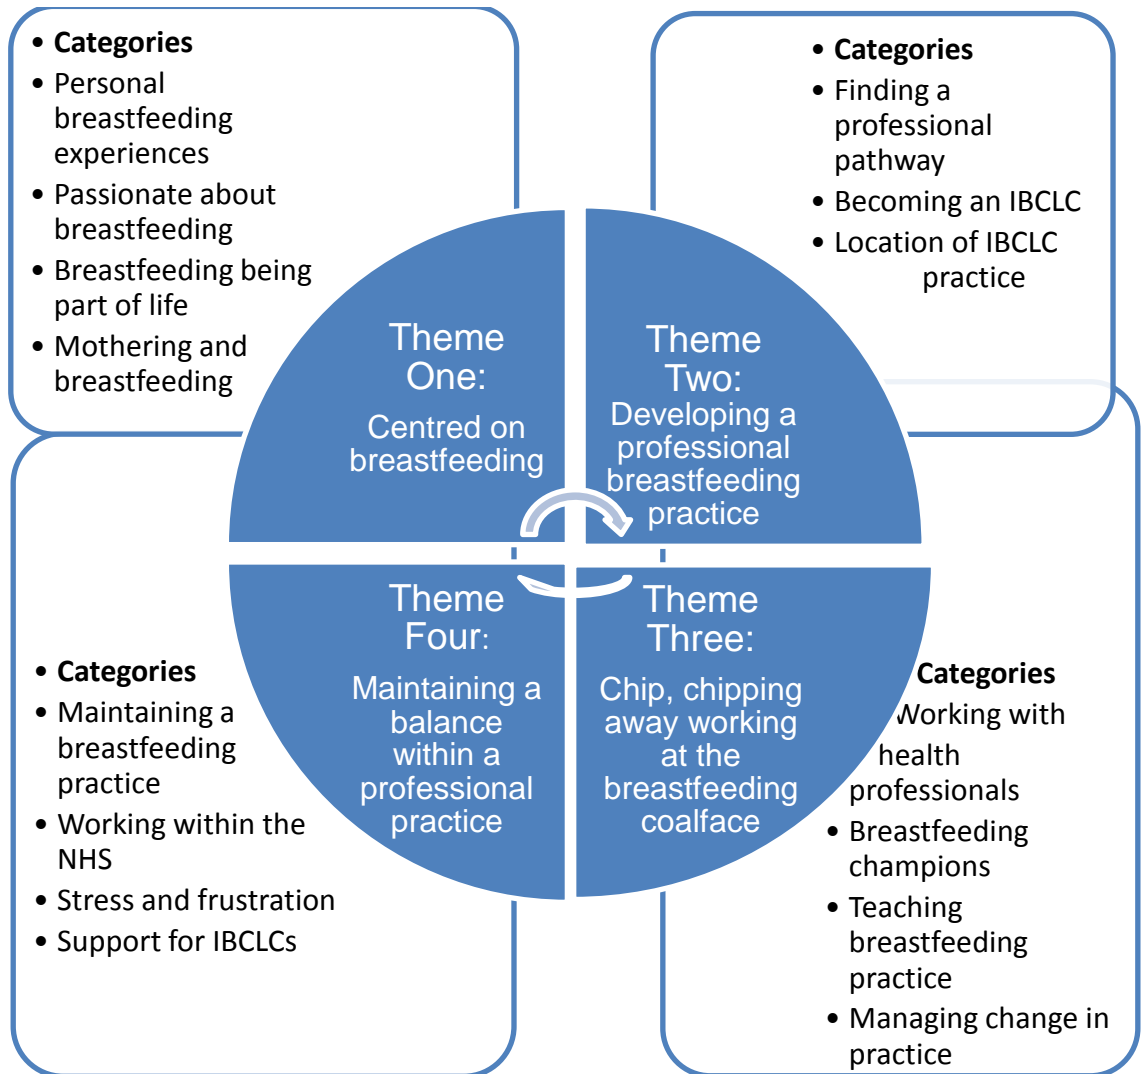 • Categories
• Personal
breastfeeding
experiences
• Passionate about
breastfeeding
• Breastfeeding being
part of life
• Mothering and
breastfeeding
• Categories
• Finding a
professional
pathway
• Becoming an IBCLC
• Location of IBCLC
practice
Theme
One:
Centred on
breastfeeding
Theme
Two:
Developing a
professional
breastfeeding
practice
Theme
Four:
Maintaining a
balance
within a
professional
practice
Theme
Three:
Chip, chipping
away working
at the
breastfeeding
coalface
• Categories
• Maintaining a
breastfeeding
practice
• Working within the
NHS
• Stress and frustration
• Support for IBCLCs
Categories
Working with
health
professionals
• Breastfeeding
champions
• Teaching
breastfeeding
practice
• Managing change in
practice